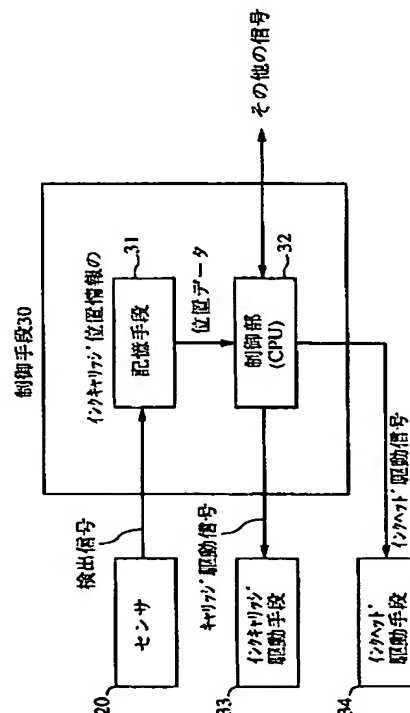 制御手段30
インクキャリッジ位置情報の
記憶手段
31
位置データ
制御部
(CPU)
32
その他の信号
検出信号
センサ
20
キャリッジ駆動信号
インクキャリッジ
駆動手段
33
インクヘッド駆動信号
インクヘッド
駆動手段
34